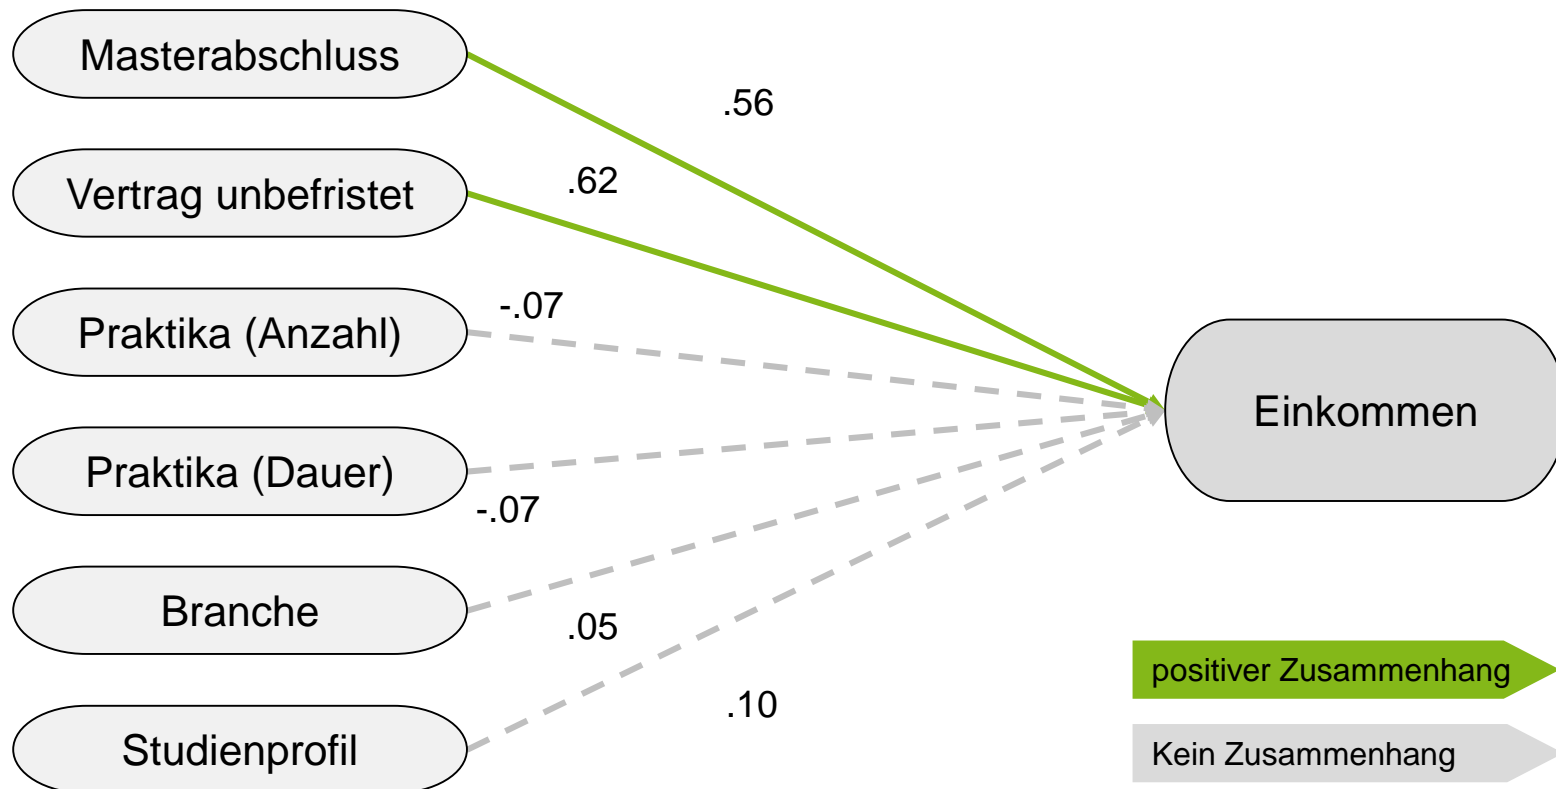 Masterabschluss
.56
Vertrag unbefristet
.62
Praktika (Anzahl)
-.07
Einkommen
Praktika (Dauer)
-.07
Branche
.05
positiver Zusammenhang
.10
Studienprofil
Kein Zusammenhang